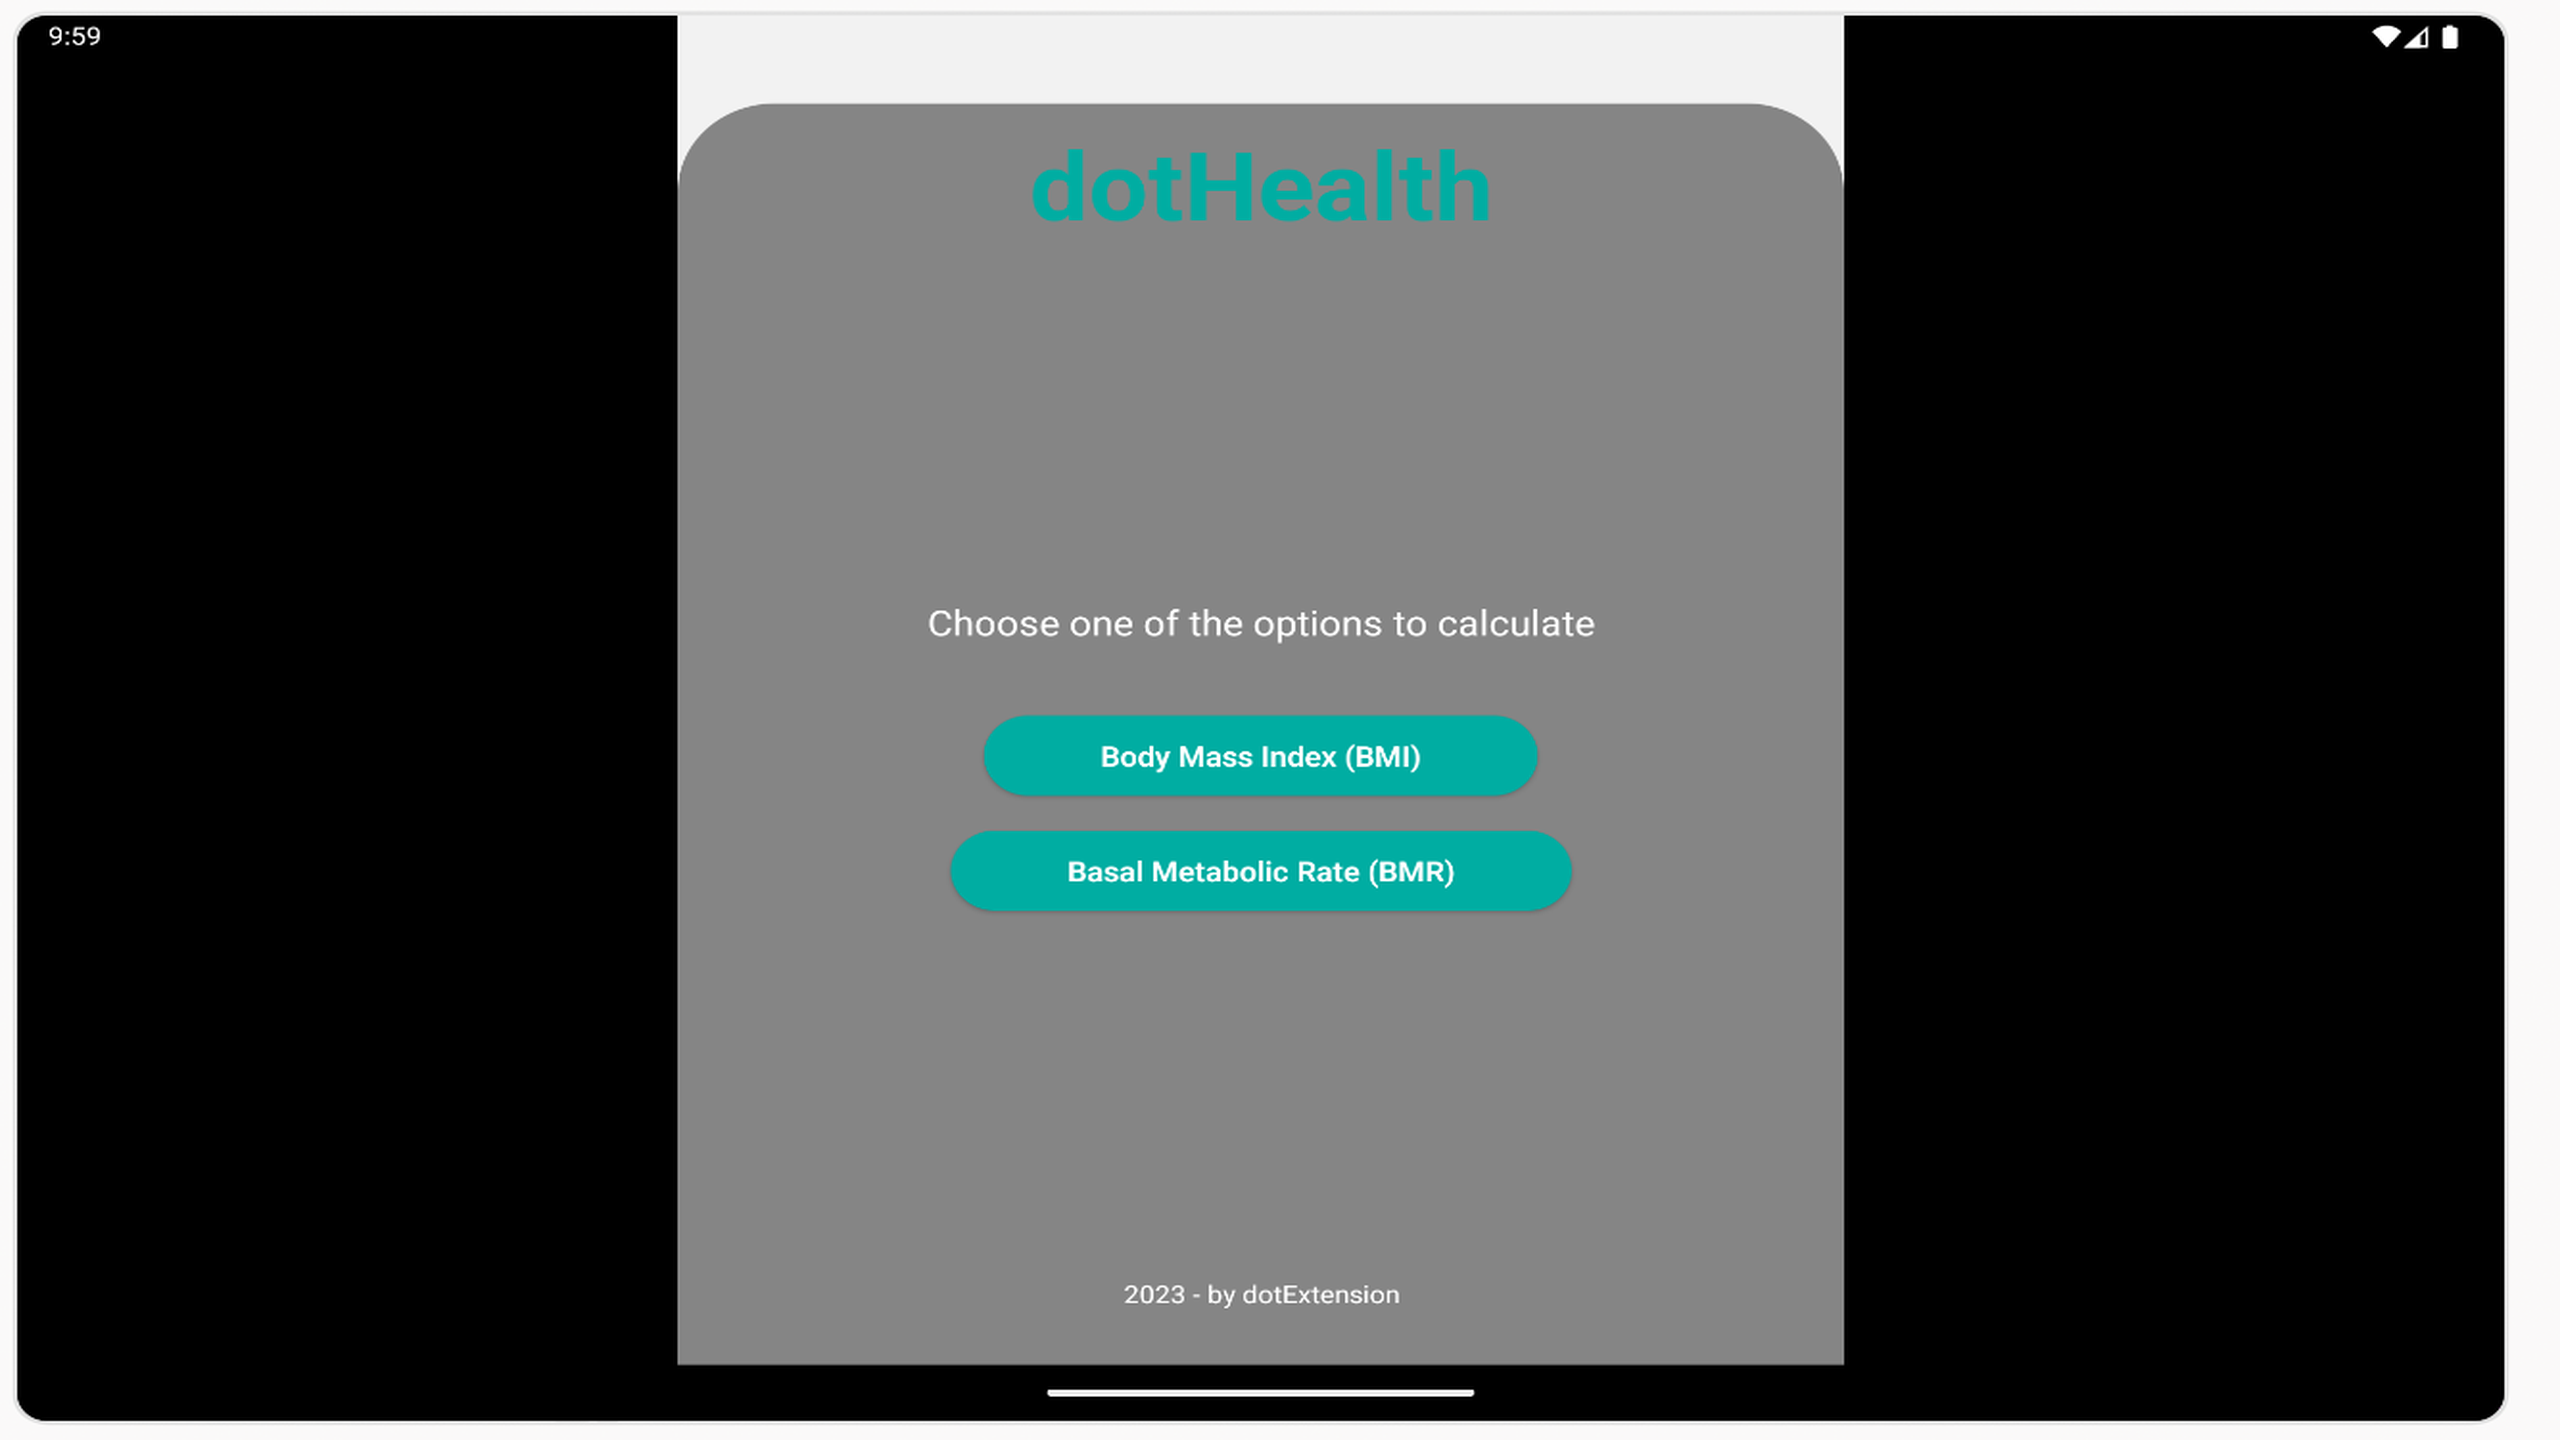 9:59
dotHealth
Choose one of the options to calculate
Body Mass Index (BMI)
Basal Metabolic Rate (BMR)
2023 - by dotExtension